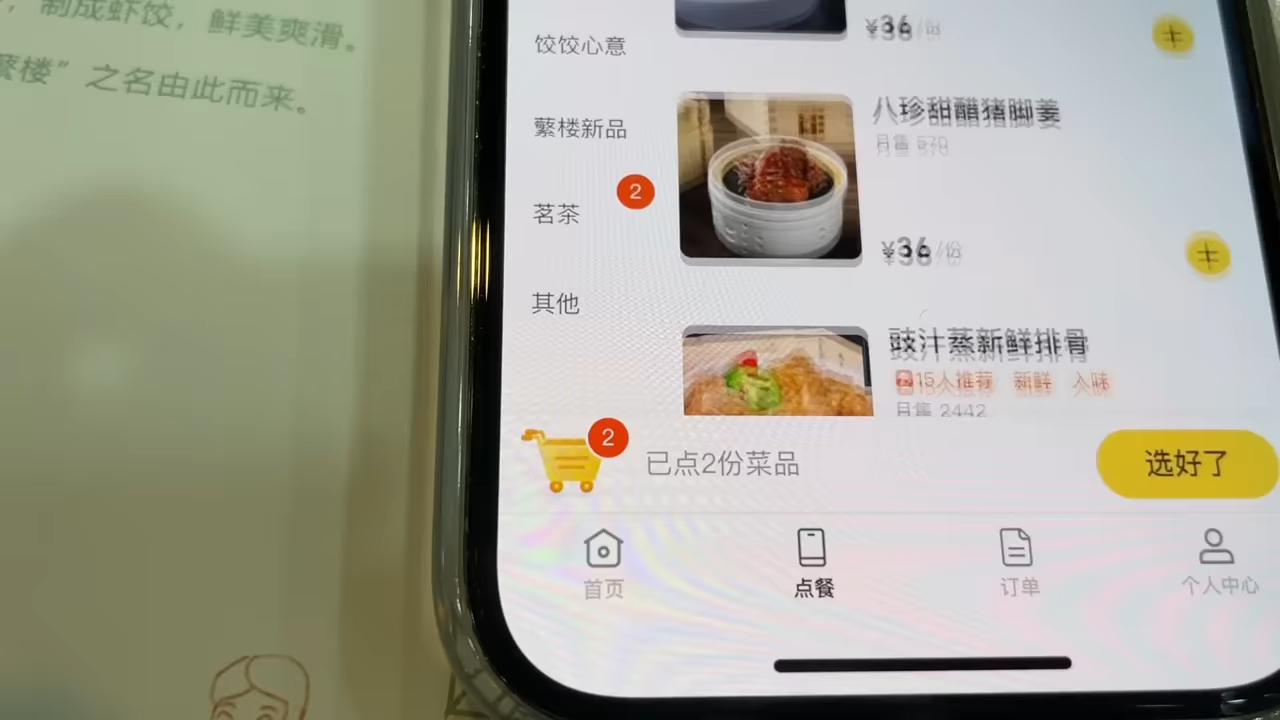 制成虾饺，鲜美爽滑。
楼”之名由此而来。
饺饺心意
蘩楼新品
茗茶
2
其他
¥36/份
八珍甜醋猪脚姜
月售 570
¥36/份
豉汁蒸新鲜排骨
15人推荐 新鲜 入味
月售 2442
2
已点2份菜品
选好了
首页
点餐
订单
个人中心